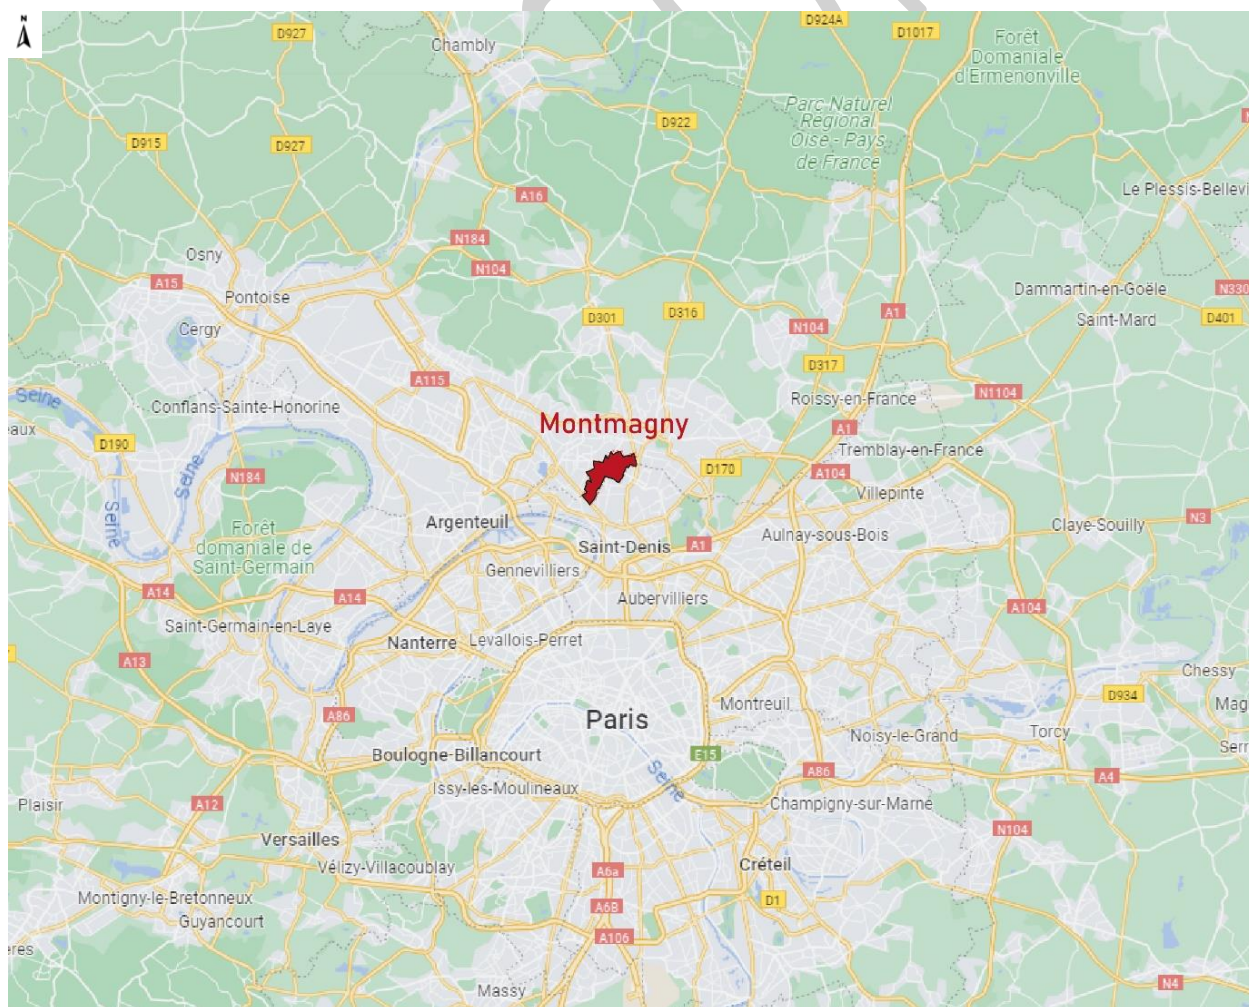 N
D924A
D1017
D927
Chambly
Forêt
Domaniale
d'Ermenonville
Parc Naturel
Régional
Oise - Pays
de France
D922
D915
D927
Le Plessis-Bellevi
A16
N184
N104
Osny
A15
Pontoise
Cergy
D301
D316
A1
N104
Dammartin-en-Goële
Saint-Mard
N330
D401
D317
A115
Roissy-en-France
N1104
Seine
Conflans-Sainte-Honorine
eaux
D190
Montmagny
A1
Tremblay-en-France
A104
D170
Seine
N184
Villepinte
Seine
Argenteuil
Forêt
domaniale de
Saint-Germain
Saint-Denis
A1
Aulnay-sous-Bois
Claye-Souilly
N3
Gennevilliers
A14
A14
Aubervilliers
A104
Saint-Germain-en-Laye
Nanterre
Levallois-Perret
A13
Chessy
D934
A86
Montreuil
Mag
Paris
Noisy-le-Grand
Torcy
Serr
Boulogne-Billancourt
E15
Seine
A86
A4
Issy-les-Moulineaux
Plaisir
A12
Champigny-sur-Marne
N104
Versailles
Vélizy-Villacoublay
A6a
Créteil
Montigny-le-Bretonneux
Guyancourt
A6B
D1
A106
ères
Massy
N4